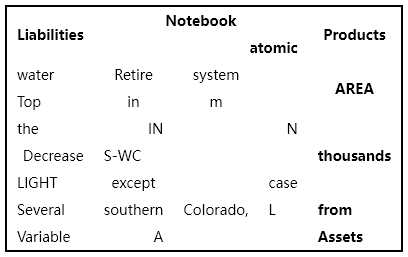 Liabilities Notebook Products
atomic
water Retire system AREA
Top in m
the IN N
Decrease S-WC thousands
LIGHT except case
Several southern Colorado, L from
Variable A Assets